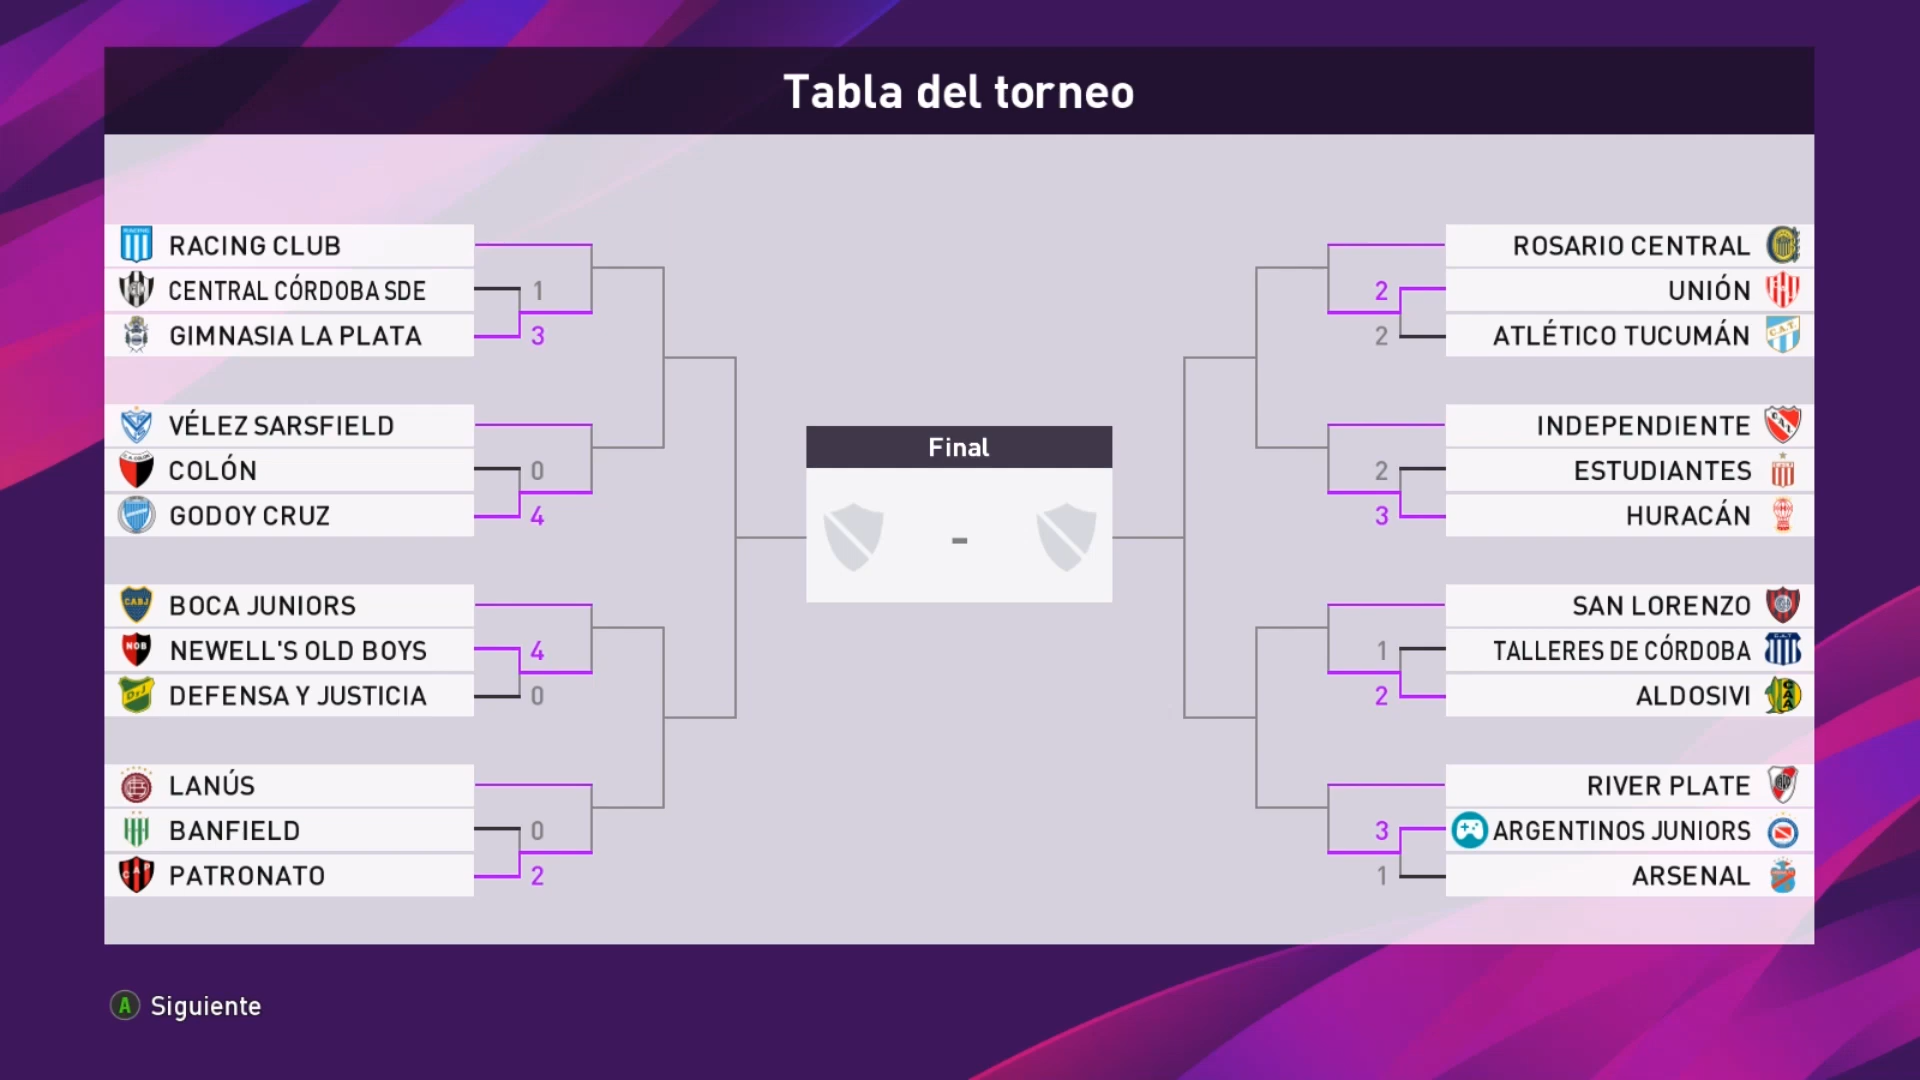 Tabla del torneo
RACING CLUB
CENTRAL CÓRDOBA SDE 1
GIMNASIA LA PLATA 3
VÉLEZ SARSFIELD
COLÓN 0
GODOY CRUZ 4
BOCA JUNIORS
NEWELL'S OLD BOYS 4
DEFENSA Y JUSTICIA 0
LANÚS
BANFIELD 0
PATRONATO 2
Final
-
ROSARIO CENTRAL
2 UNIÓN
2 ATLÉTICO TUCUMÁN
INDEPENDIENTE
2 ESTUDIANTES
3 HURACÁN
SAN LORENZO
1 TALLERES DE CÓRDOBA
2 ALDOSIVI
RIVER PLATE
3 ARGENTINOS JUNIORS
1 ARSENAL
A Siguiente